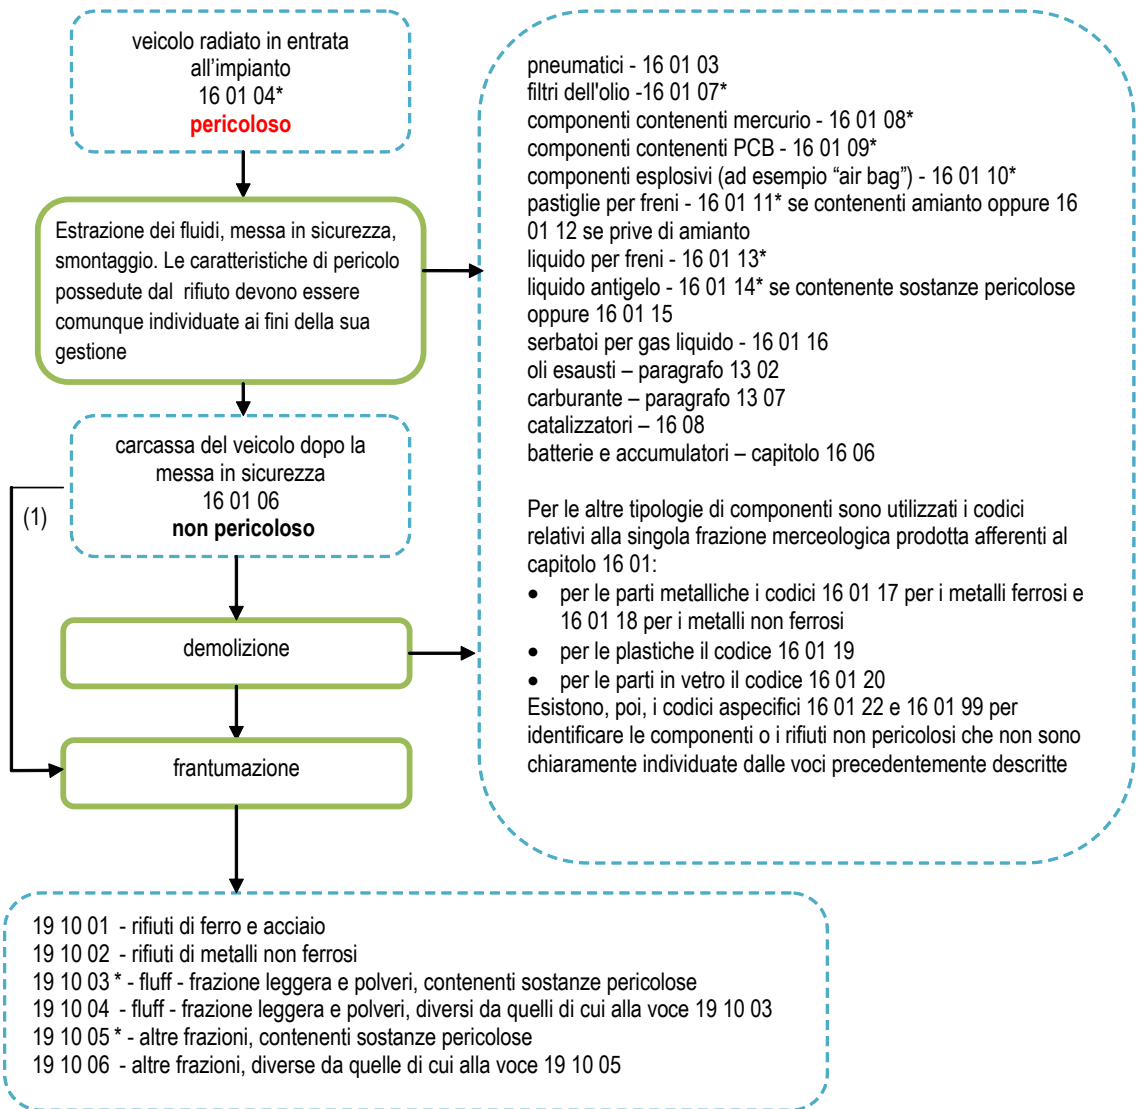 veicolo radiato in entrata
all'impianto
16 01 04*
pericoloso
Estrazione dei fluidi, messa in sicurezza,
smontaggio. Le caratteristiche di pericolo
possedute dal rifiuto devono essere
comunque individuate ai fini della sua
gestione
carcassa del veicolo dopo la
messa in sicurezza
16 01 06
non pericoloso
(1)
demolizione
frantumazione
pneumatici - 16 01 03
filtri dell'olio -16 01 07*
componenti contenenti mercurio - 16 01 08*
componenti contenenti PCB - 16 01 09*
componenti esplosivi (ad esempio “air bag”) - 16 01 10*
pastiglie per freni - 16 01 11* se contenenti amianto oppure 16
01 12 se prive di amianto
liquido per freni - 16 01 13*
liquido antigelo - 16 01 14* se contenente sostanze pericolose
oppure 16 01 15
serbatoi per gas liquido - 16 01 16
oli esausti – paragrafo 13 02
carburante – paragrafo 13 07
catalizzatori – 16 08
batterie e accumulatori – capitolo 16 06
Per le altre tipologie di componenti sono utilizzati i codici
relativi alla singola frazione merceologica prodotta afferenti al
capitolo 16 01:
• per le parti metalliche i codici 16 01 17 per i metalli ferrosi e
16 01 18 per i metalli non ferrosi
• per le plastiche il codice 16 01 19
• per le parti in vetro il codice 16 01 20
Esistono, poi, i codici aspecifici 16 01 22 e 16 01 99 per
identificare le componenti o i rifiuti non pericolosi che non sono
chiaramente individuate dalle voci precedentemente descritte
19 10 01 - rifiuti di ferro e acciaio
19 10 02 - rifiuti di metalli non ferrosi
19 10 03 * - fluff - frazione leggera e polveri, contenenti sostanze pericolose
19 10 04 - fluff - frazione leggera e polveri, diversi da quelli di cui alla voce 19 10 03
19 10 05 * - altre frazioni, contenenti sostanze pericolose
19 10 06 - altre frazioni, diverse da quelle di cui alla voce 19 10 05